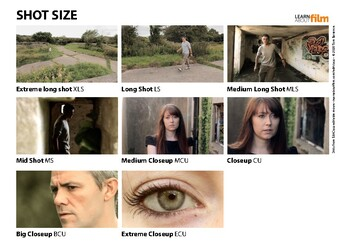 SHOT SIZE
LEARN
ABOUT film
Extreme long shot XLS
Long Shot LS
Medium Long Shot MLS
Mid Shot MS
Medium Closeup MCU
Closeup CU
Big Closeup BCU
Extreme Closeup ECU